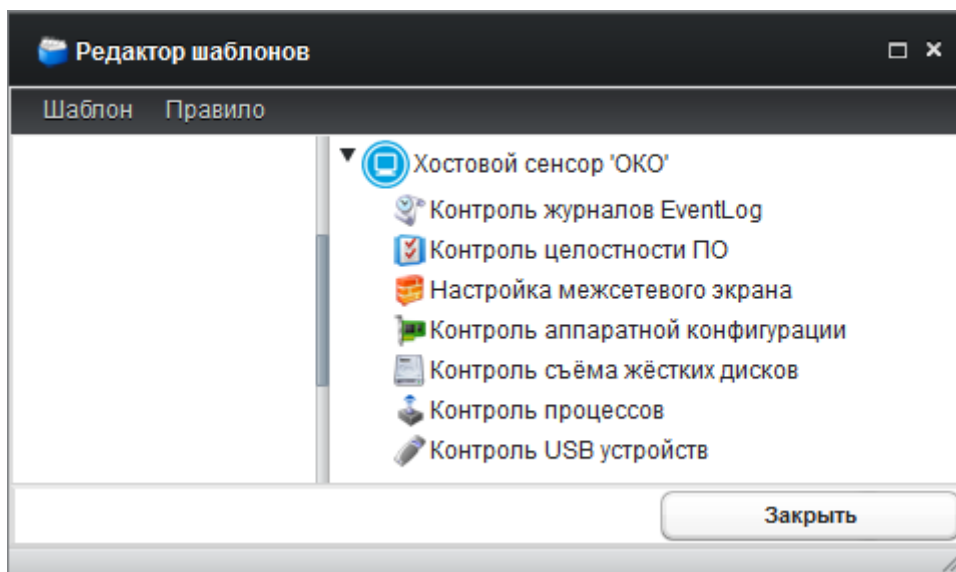 Редактор шаблонов
Шаблон Правило
Хостовой сенсор 'ОКО'
Контроль журналов EventLog
Контроль целостности ПО
Настройка межсетевого экрана
Контроль аппаратной конфигурации
Контроль съёма жёстких дисков
Контроль процессов
Контроль USB устройств
Закрыть